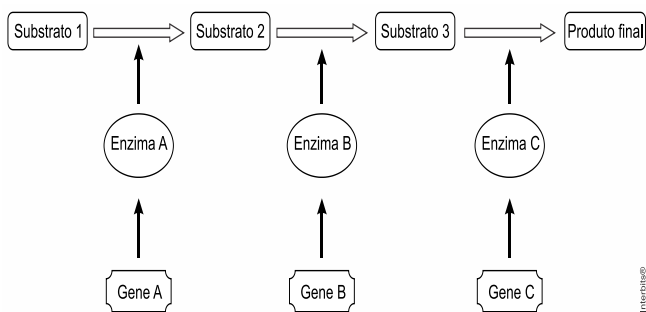 Substrato 1
Substrato 2
Substrato 3
Produto final
Enzima A
Enzima B
Enzima C
Gene A
Gene B
Gene C
Interbits®